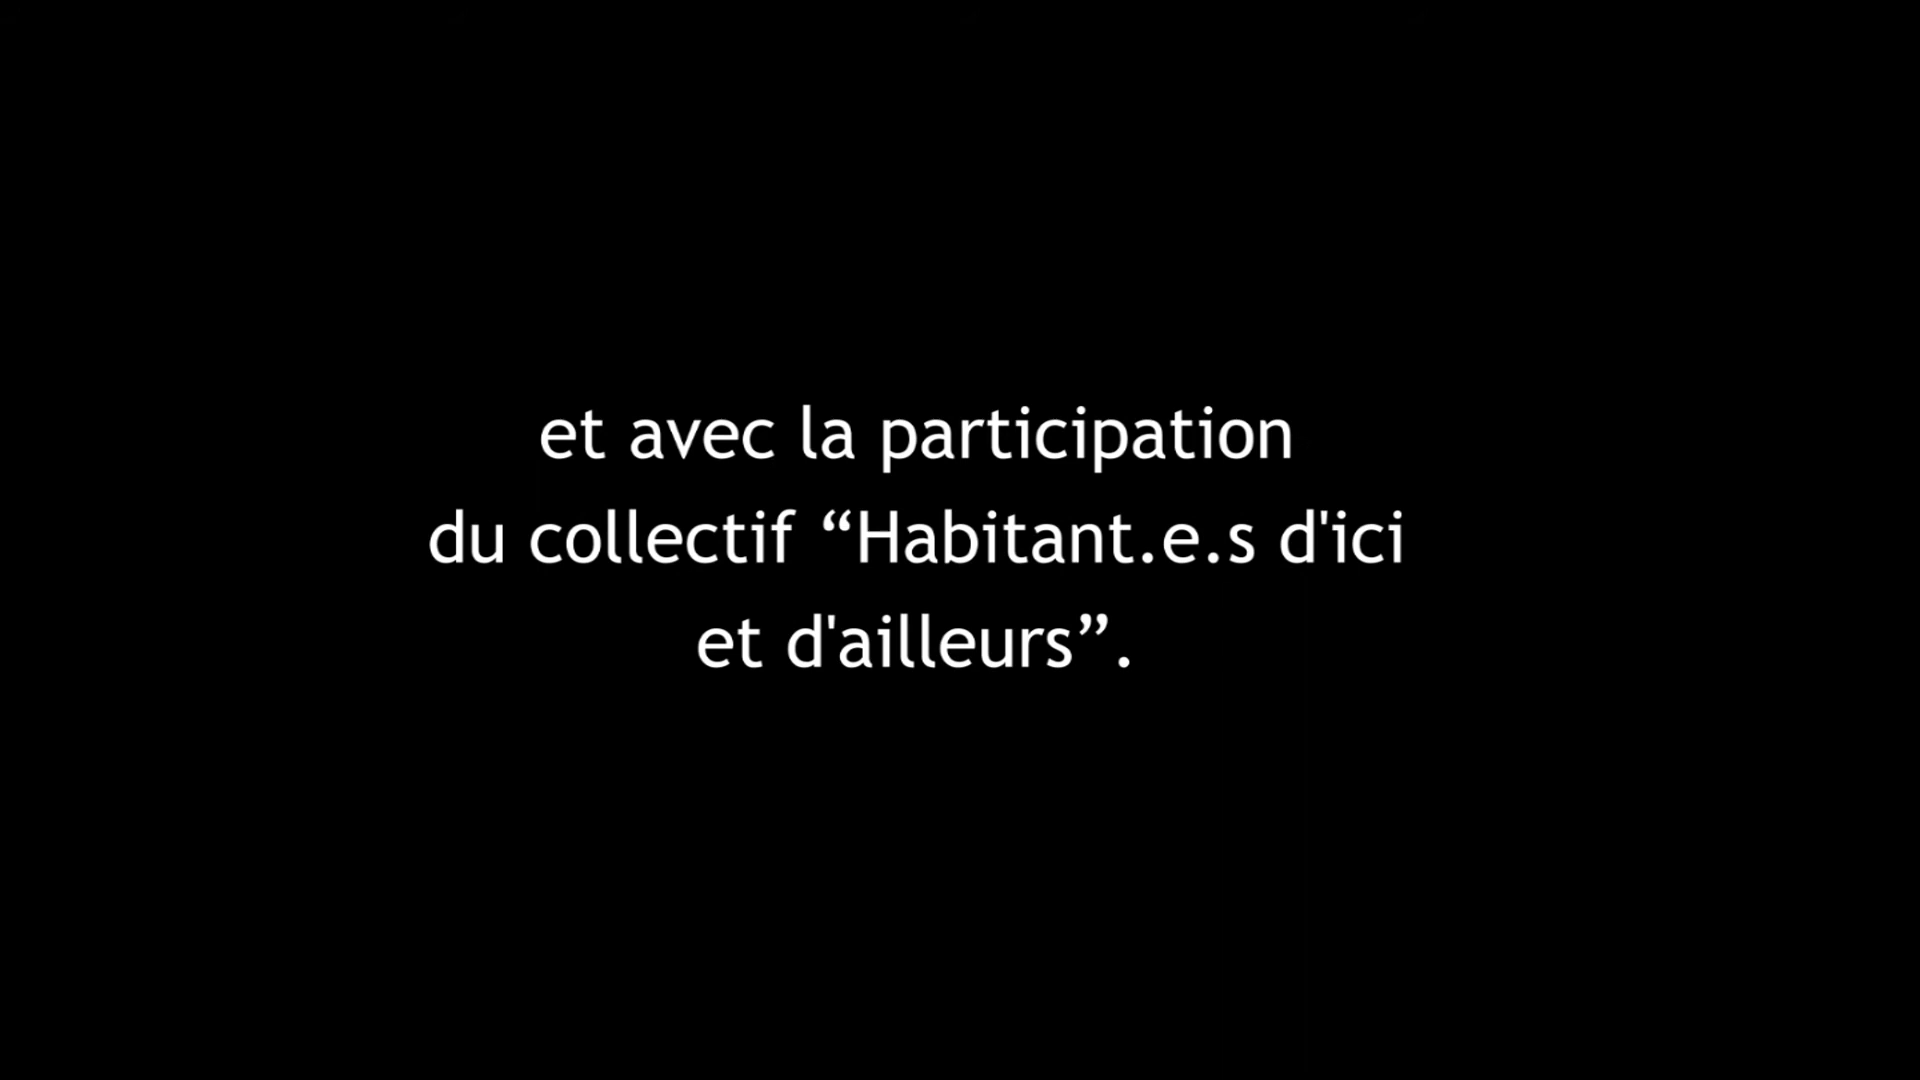 et avec la participation
du collectif “Habitant.e.s d'ici
et d'ailleurs”.